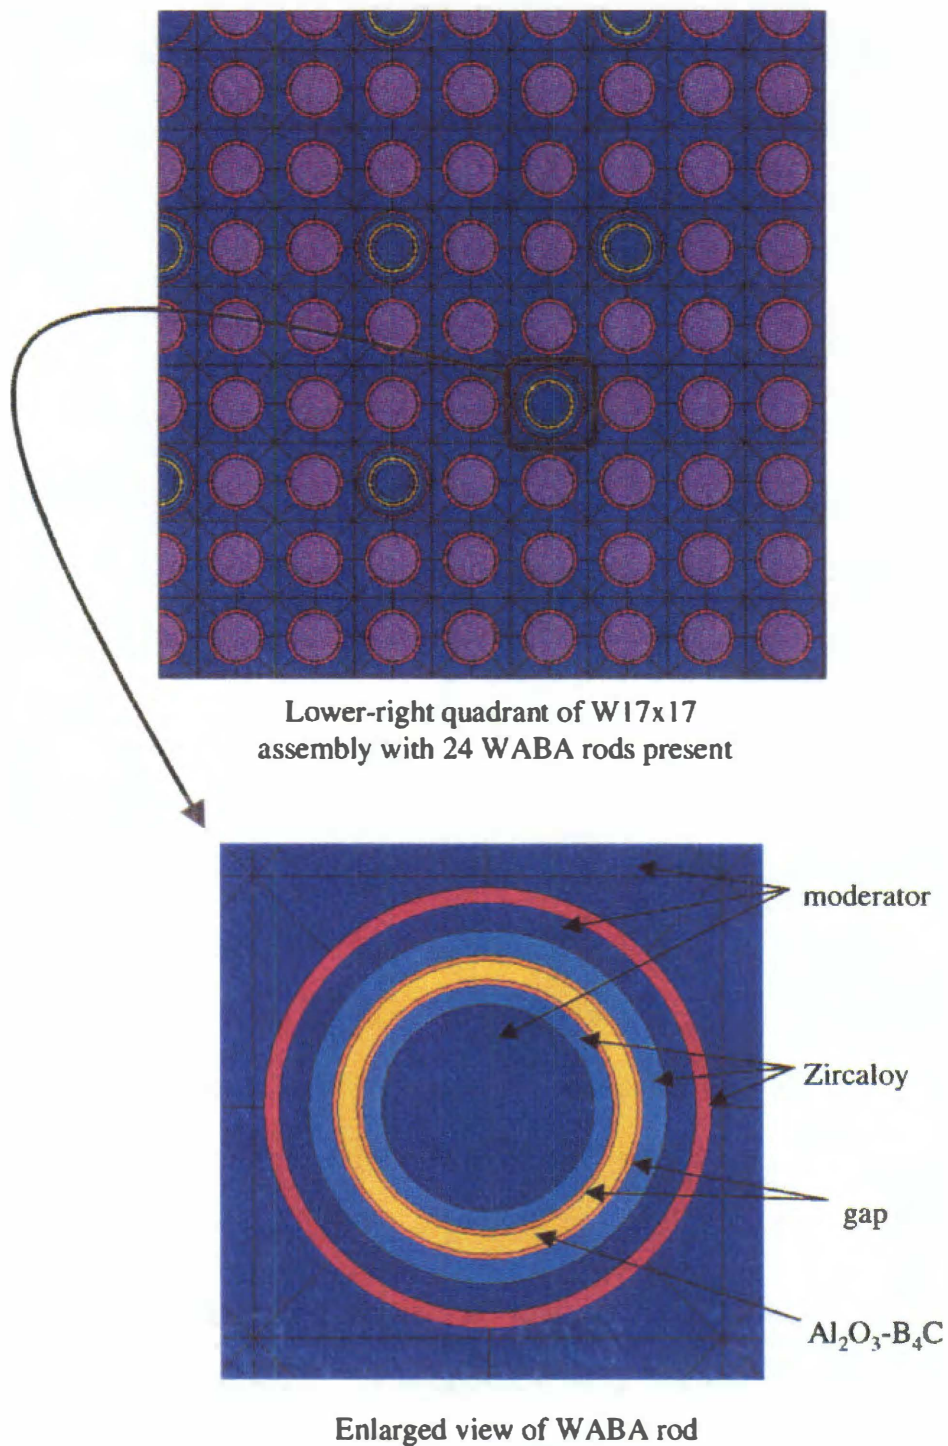 Lower-right quadrant of W17x17
assembly with 24 WABA rods present
moderator
Zircaloy
gap
Al₂O₃-B₄C
Enlarged view of WABA rod